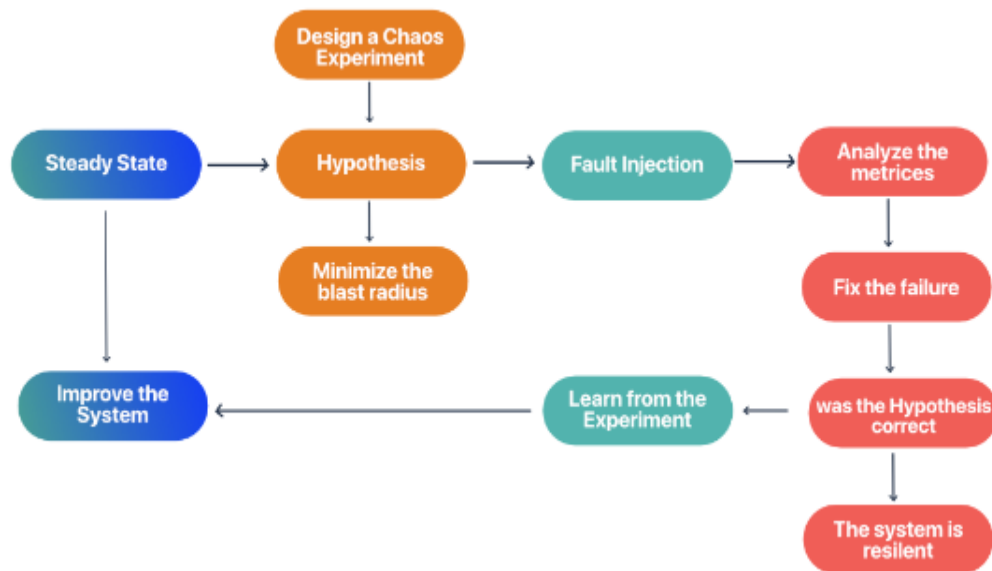 Design a Chaos
Experiment
Steady State
Hypothesis
Fault Injection
Analyze the
metrices
Minimize the
blast radius
Fix the failure
Improve the
System
Learn from the
Experiment
was the Hypothesis
correct
The system is
resilent